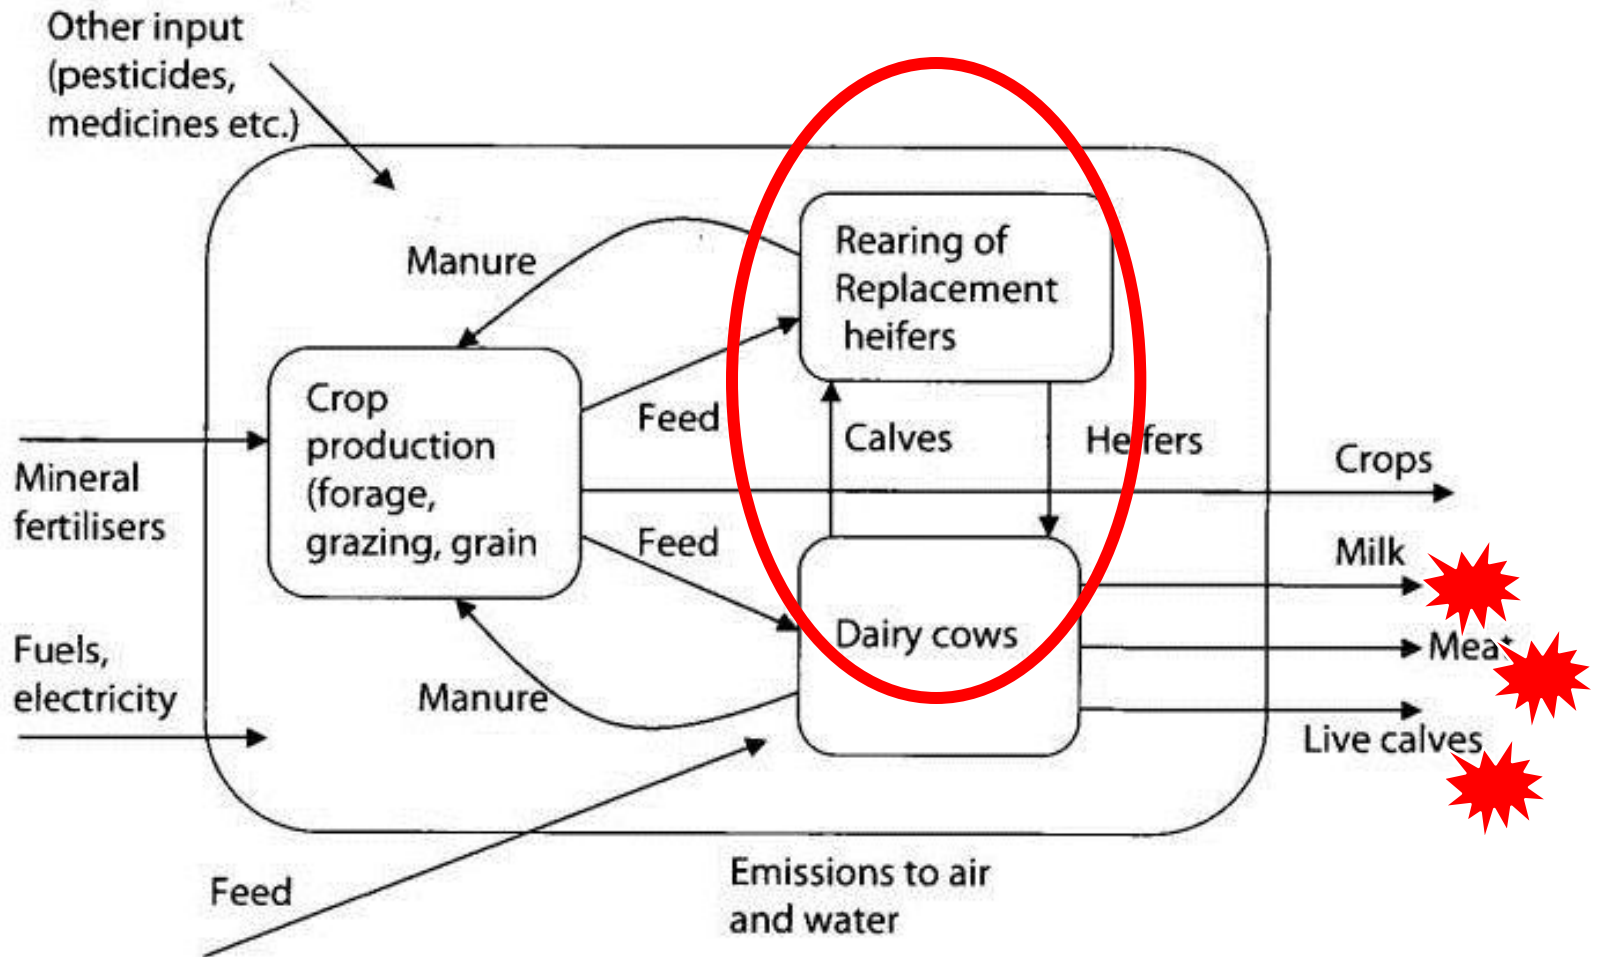 Other input
(pesticides,
medicines etc.)
Manure
Rearing of
Replacement
heifers
Crop
production
(forage,
grazing, grain
Feed
Calves
Heifers
Crops
Mineral
fertilisers
Feed
Milk
Dairy cows
Meat
Fuels,
electricity
Manure
Live calves
Feed
Emissions to air
and water